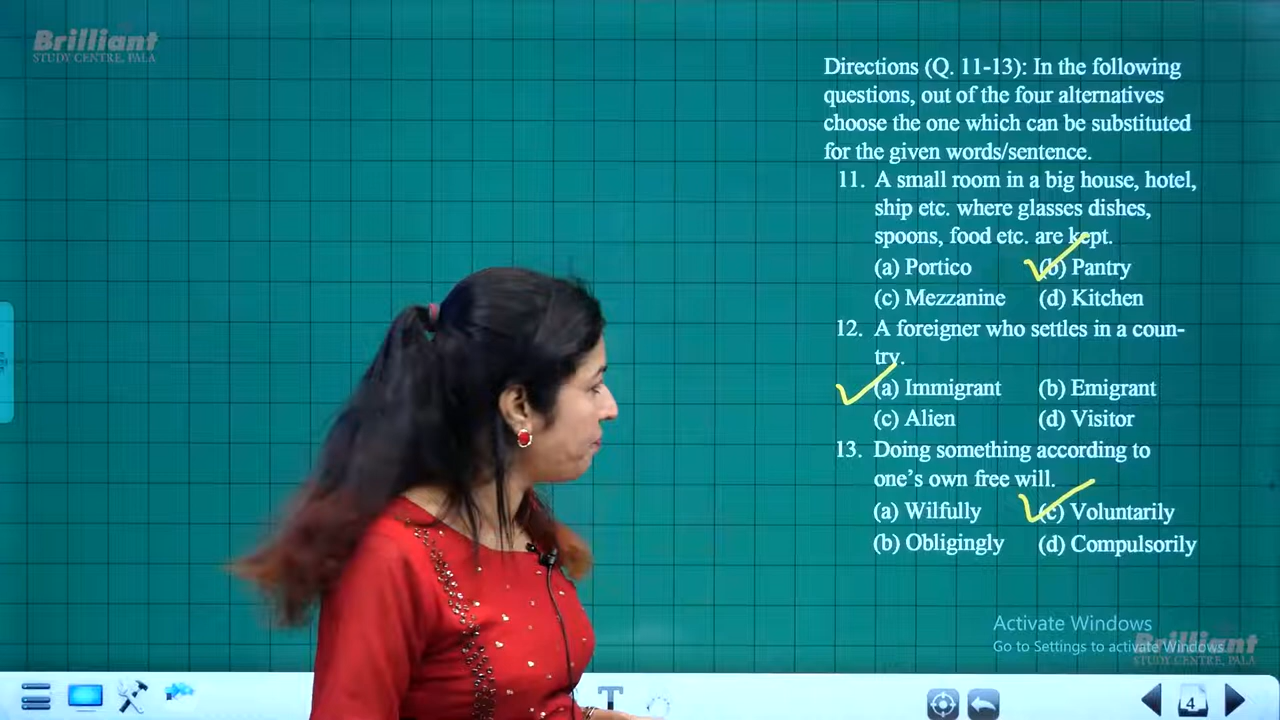 Brilliant
STUDY CENTRE, PALA
Directions (Q. 11-13): In the following
questions, out of the four alternatives
choose the one which can be substituted
for the given words/sentence.
11. A small room in a big house, hotel,
ship etc. where glasses dishes,
spoons, food etc. are kept.
(a) Portico (b) Pantry
(c) Mezzanine (d) Kitchen
12. A foreigner who settles in a coun-
try.
(a) Immigrant (b) Emigrant
(c) Alien (d) Visitor
13. Doing something according to
one's own free will.
(a) Wilfully (c) Voluntarily
(b) Obligingly (d) Compulsorily
Activate Windows
Go to Settings to activate Windows.
Brilliant
STUDY CENTRE, PALA
T
4